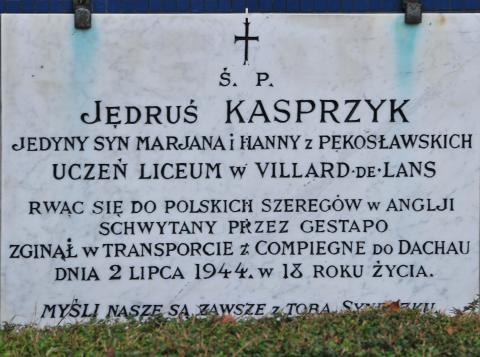 Ś. P.
JĘDRUŚ KASPRZYK
JEDYNY SYN MARJANA i HANNY z PĘKOSŁAWSKICH
UCZEŃ LICEUM W VILLARD-DE-LANS
RWĄC SIĘ DO POLSKICH SZEREGÓW W ANGLJI
SCHWYTANY PRZEZ GESTAPO
ZGINĄŁ W TRANSPORCIE Z COMPIEGNE DO DACHAU
DNIA 2 LIPCA 1944. W 18 ROKU ŻYCIA.
MYŚLI NASZE SĄ ZAWSZE Z TOBĄ, SYNECZKU